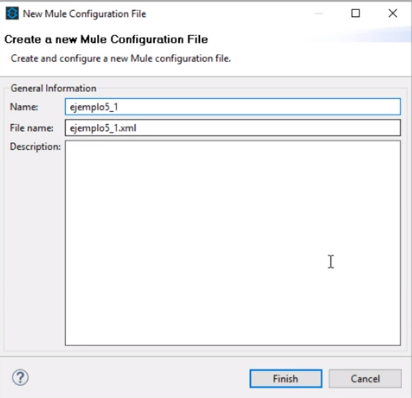 New Mule Configuration File
Create a new Mule Configuration File
Create and configure a new Mule configuration file.
General Information
Name: ejemplo5_1
File name: ejemplo5_1.xml
Description:
? Finish Cancel